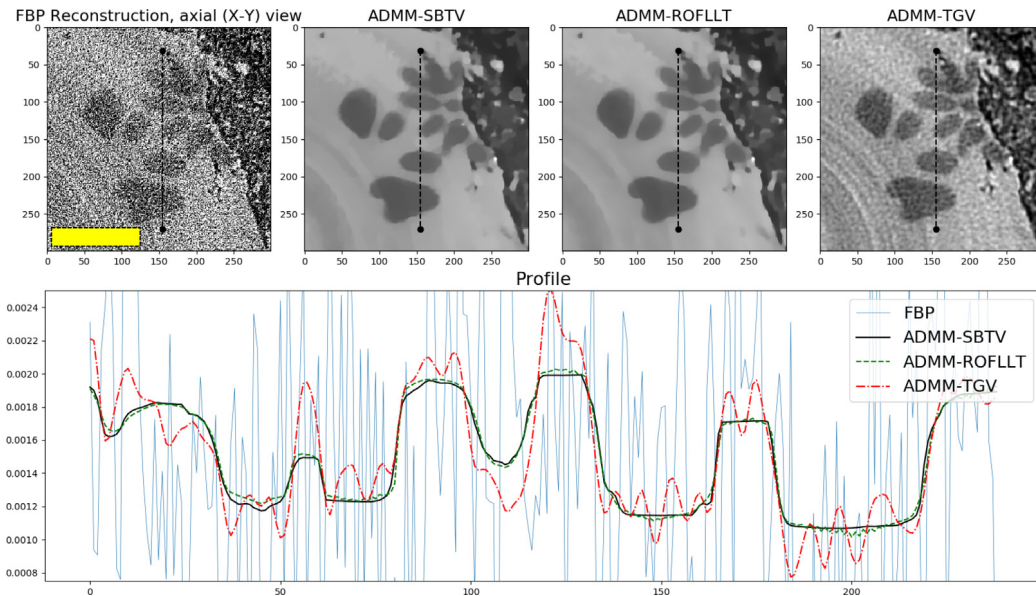 FBP Reconstruction, axial (X-Y) view
ADMM-SBTV
ADMM-ROFLLT
ADMM-TGV
0
50
100
150
200
250
0 50 100 150 200 250
0
50
100
150
200
250
0 50 100 150 200 250
0
50
100
150
200
250
0 50 100 150 200 250
0
50
100
150
200
250
0 50 100 150 200 250
Profile
0.0024
0.0022
0.0020
0.0018
0.0016
0.0014
0.0012
0.0010
0.0008
0 50 100 150 200
FBP
ADMM-SBTV
ADMM-ROFLLT
ADMM-TGV